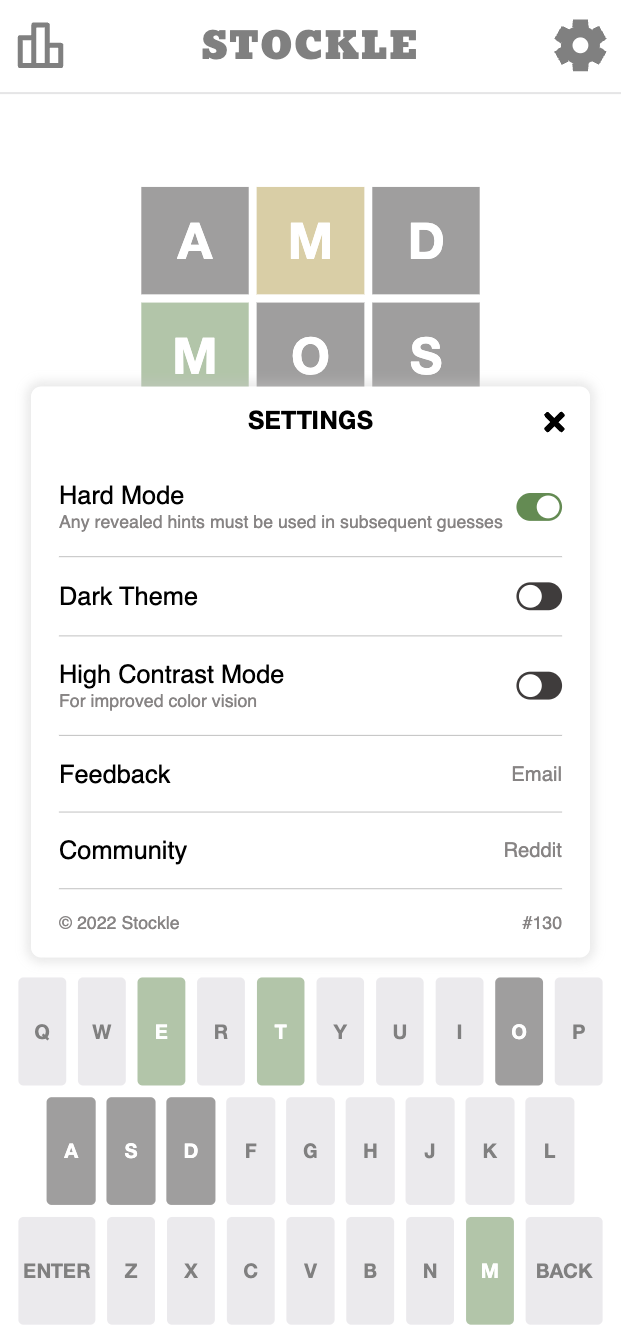 STOCKLE
A M D
M O S
SETTINGS
Hard Mode
Any revealed hints must be used in subsequent guesses
Dark Theme
High Contrast Mode
For improved color vision
Feedback Email
Community Reddit
© 2022 Stockle #130
Q W E R T Y U I O P
A S D F G H J K L
ENTER Z X C V B N M BACK